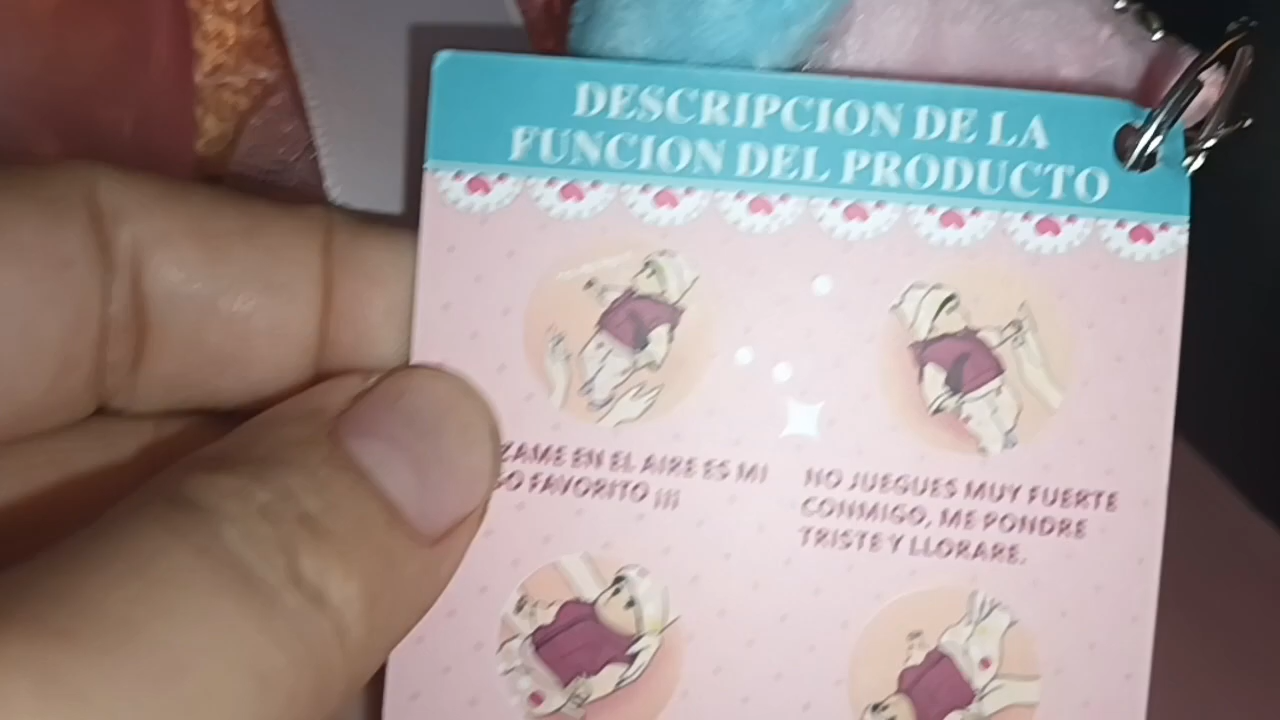 DESCRIPCION DE LA
FUNCION DEL PRODUCTO
ZAME EN EL AIRE ES MI
O FAVORITO ¡¡¡
NO JUEGUES MUY FUERTE
CONMIGO, ME PONDRE
TRISTE Y LLORARE.